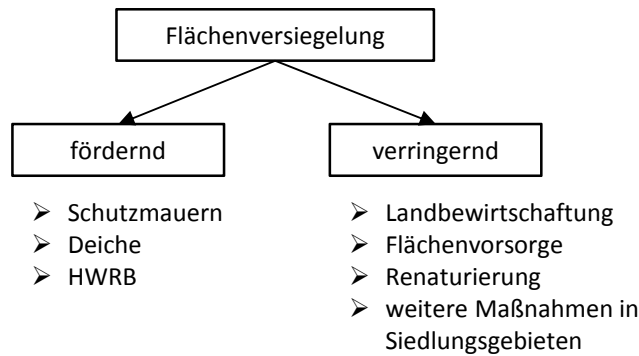 Flächenversiegelung
fördernd
Schutzmauern
Deiche
HWRB
verringernd
Landbewirtschaftung
Flächenvorsorge
Renaturierung
weitere Maßnahmen in
Siedlungsgebieten